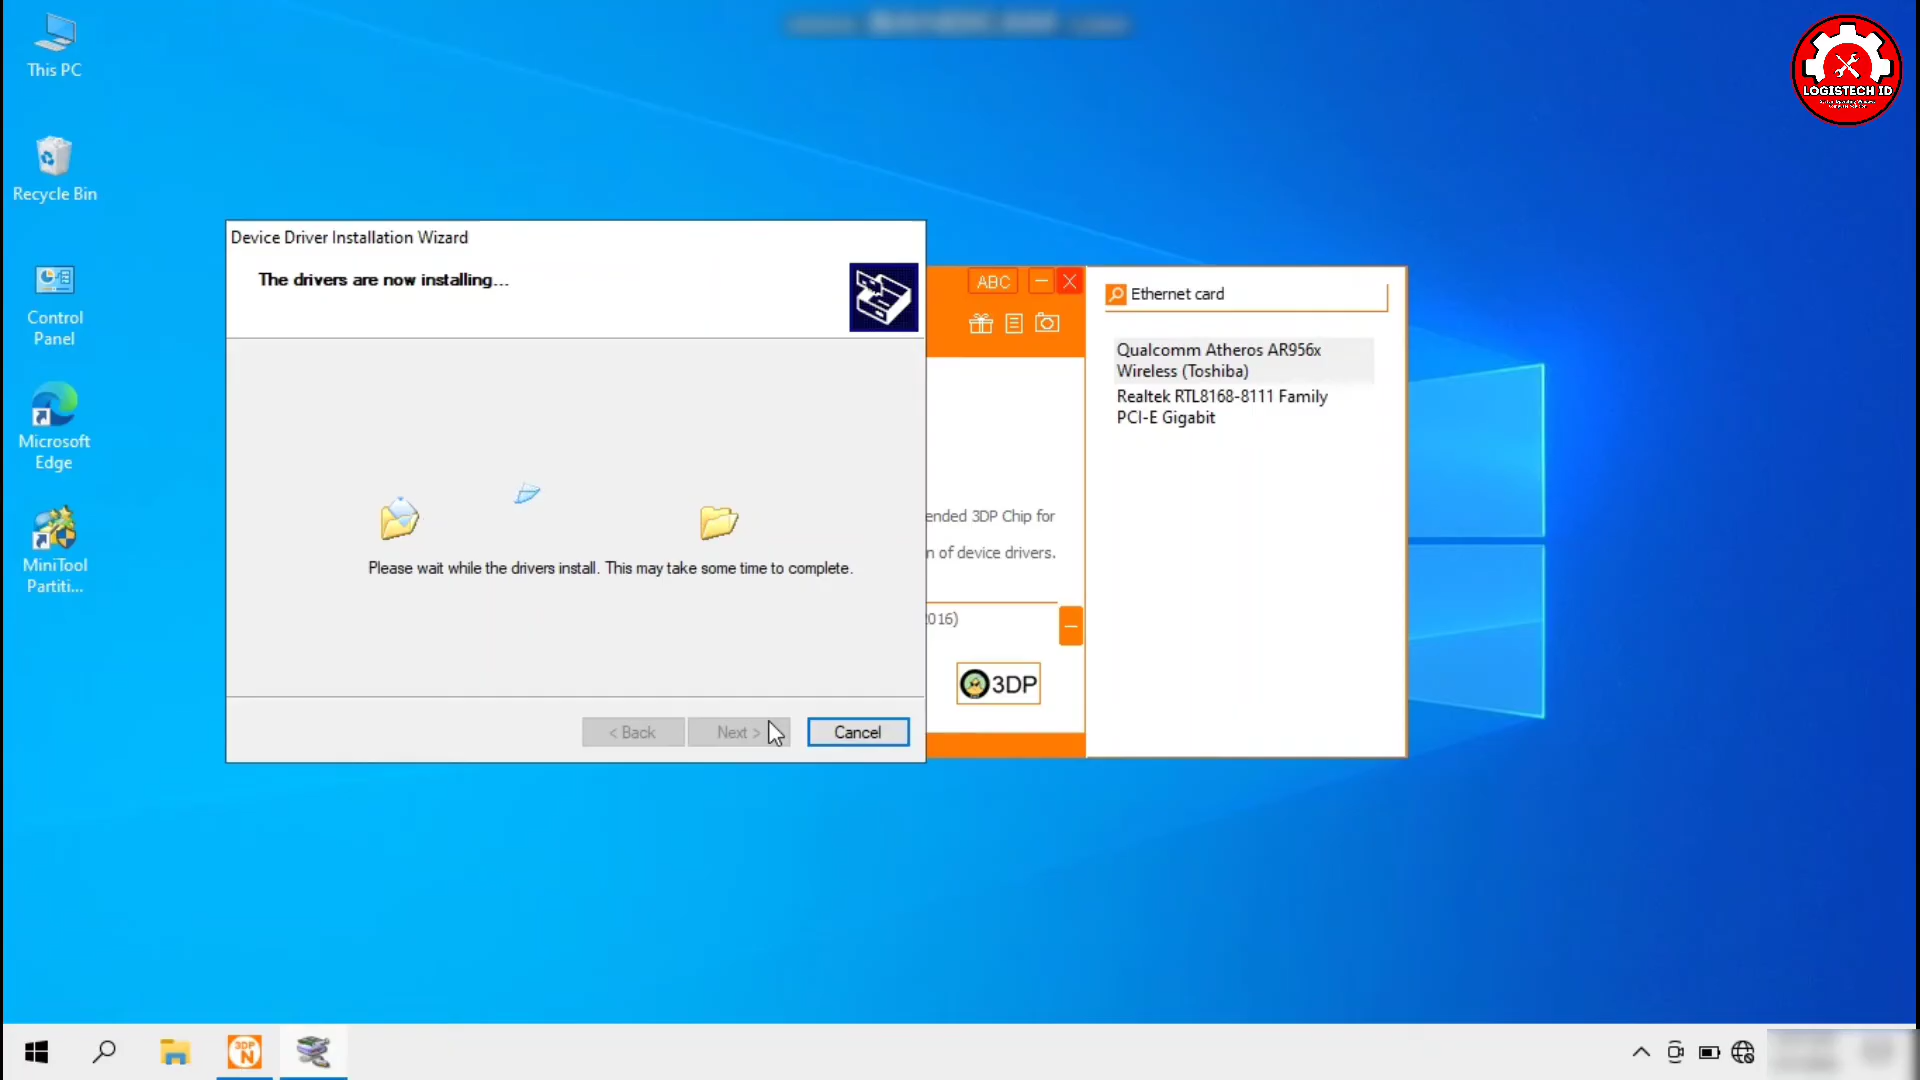 This PC
Recycle Bin
Control
Panel
Microsoft
Edge
MiniTool
Partiti...
LOGISTECH ID
Device Driver Installation Wizard
The drivers are now installing...
Please wait while the drivers install. This may take some time to complete.
< Back
Next >
Cancel
ABC
ended 3DP Chip for
n of device drivers.
2016)
3DP
Ethernet card
Qualcomm Atheros AR956x
Wireless (Toshiba)
Realtek RTL8168-8111 Family
PCI-E Gigabit
3DP
N